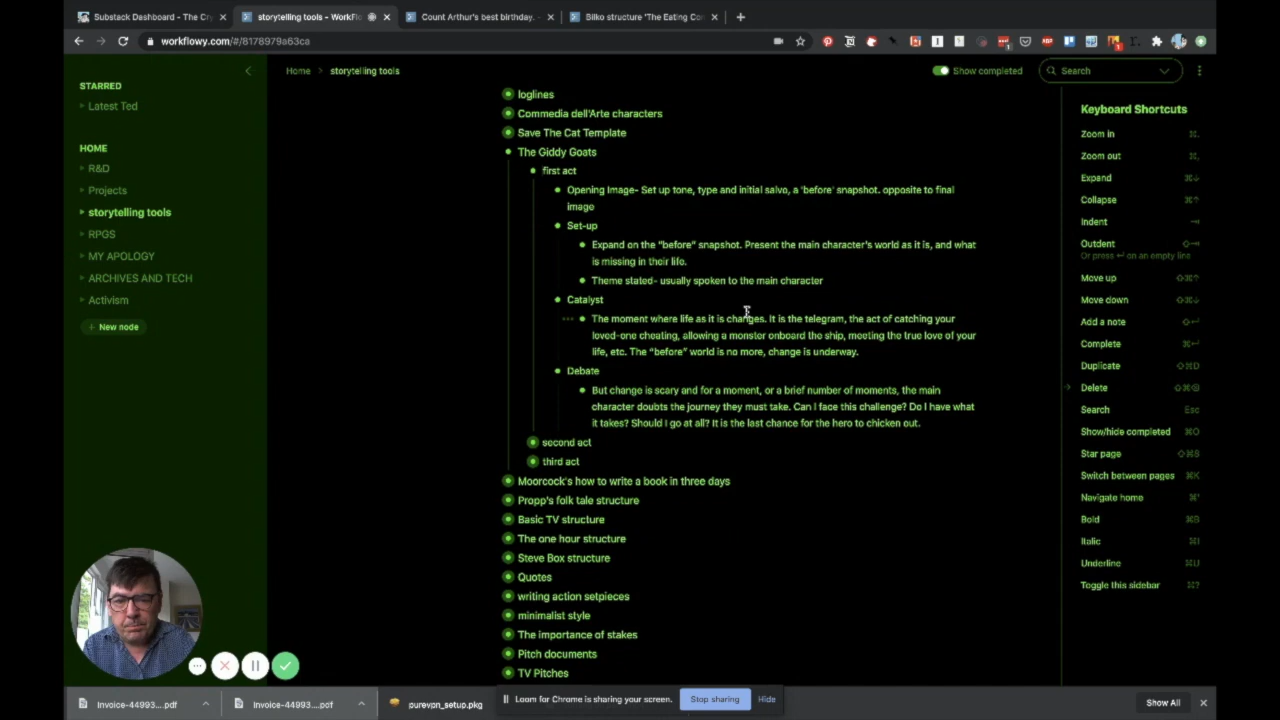 Substack Dashboard - The Cry
storytelling tools - WorkFlo
Count Arthur's best birthday.
Bilko structure 'The Eating Con
workflowy.com/#/8178979a63ca
Home > storytelling tools
Show completed
Search
STARRED
Latest Ted
HOME
R&D
Projects
storytelling tools
RPGS
MY APOLOGY
ARCHIVES AND TECH
Activism
+ New node
loglines
Commedia dell'Arte characters
Save The Cat Template
The Giddy Goats
first act
Opening Image- Set up tone, type and initial salvo, a 'before' snapshot. opposite to final
image
Set-up
Expand on the “before” snapshot. Present the main character's world as it is, and what
is missing in their life.
Theme stated- usually spoken to the main character
Catalyst
The moment where life as it is changes. It is the telegram, the act of catching your
loved-one cheating, allowing a monster onboard the ship, meeting the true love of your
life, etc. The “before” world is no more, change is underway.
Debate
But change is scary and for a moment, or a brief number of moments, the main
character doubts the journey they must take. Can I face this challenge? Do I have what
it takes? Should I go at all? It is the last chance for the hero to chicken out.
second act
third act
Moorcock's how to write a book in three days
Propp's folk tale structure
Basic TV structure
The one hour structure
Steve Box structure
Quotes
writing action setpieces
minimalist style
The importance of stakes
Pitch documents
TV Pitches
Keyboard Shortcuts
Zoom in
Zoom out
Expand
Collapse
Indent
Outdent
Or press ↵ on an empty line
Move up
Move down
Add a note
Complete
Duplicate
Delete
Search Esc
Show/hide completed ⌘O
Star page
Switch between pages ⌘K
Navigate home
Bold ⌘B
Italic ⌘I
Underline ⌘U
Toggle this sidebar ⌘?
Invoice-44993....pdf
Invoice-44993....pdf
purevpn_setup.pkg
Loom for Chrome is sharing your screen.
Stop sharing
Hide
Show All